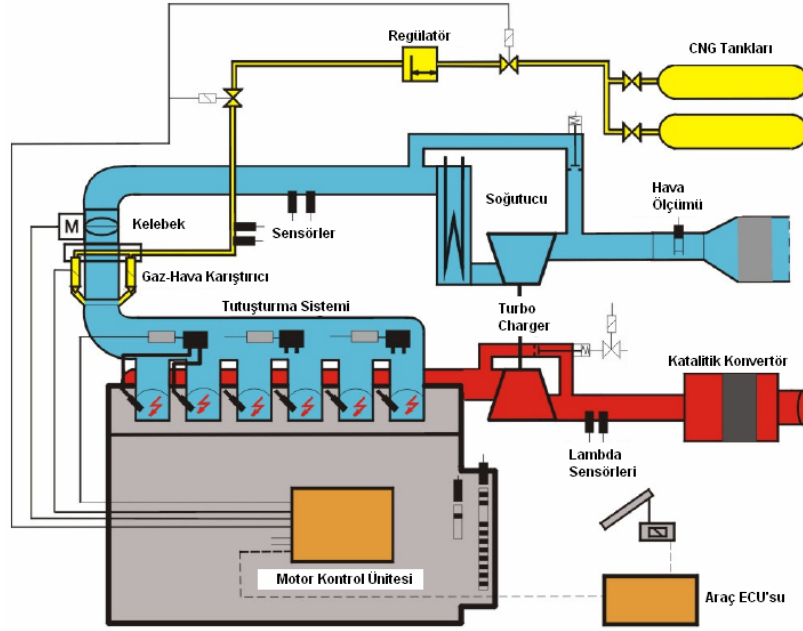 Regülatör
CNG Tankları
Soğutucu
Hava
Ölçümü
M
Kelebek
Sensörler
Gaz-Hava Karıştırıcı
Tutuşturma Sistemi
Turbo
Charger
Katalitik Konvertör
Lambda
Sensörleri
Motor Kontrol Ünitesi
Araç ECU'su